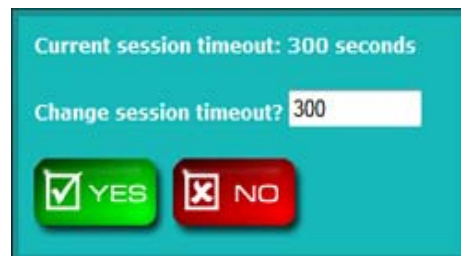 Current session timeout: 300 seconds
Change session timeout? 300
YES NO